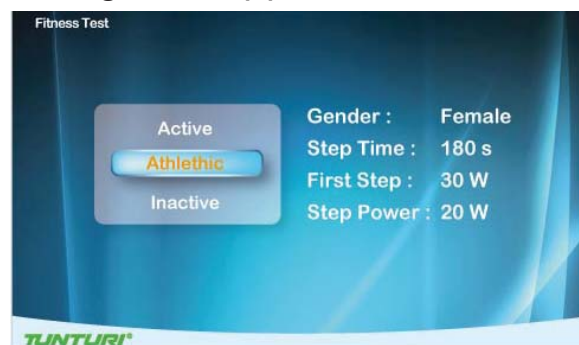 Fitness Test
Active
Athlethic
Inactive
Gender : Female
Step Time : 180 s
First Step : 30 W
Step Power : 20 W
TUNTURI®